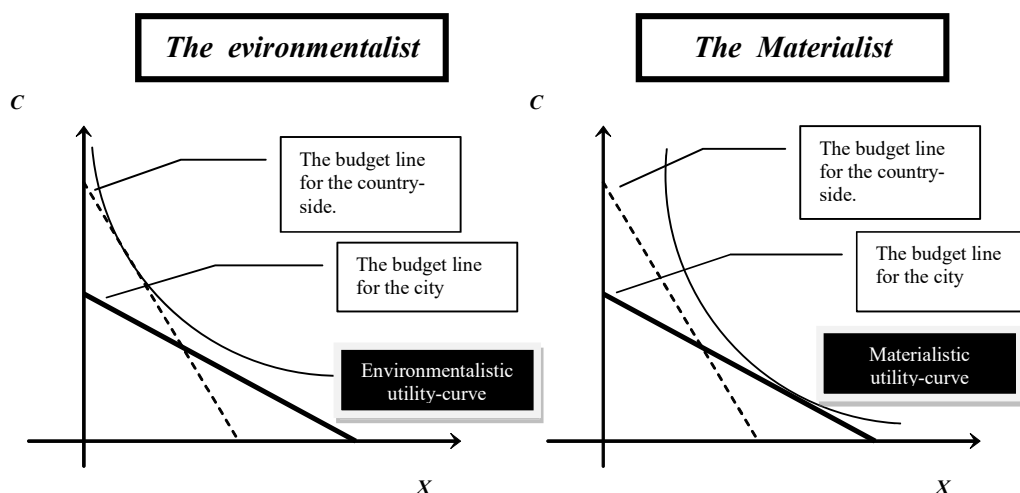 The evironmentalist
C
The budget line
for the country-
side.
The budget line
for the city
Environmentalistic
utility-curve
X
The Materialist
C
The budget line
for the country-
side.
The budget line
for the city
Materialistic
utility-curve
X